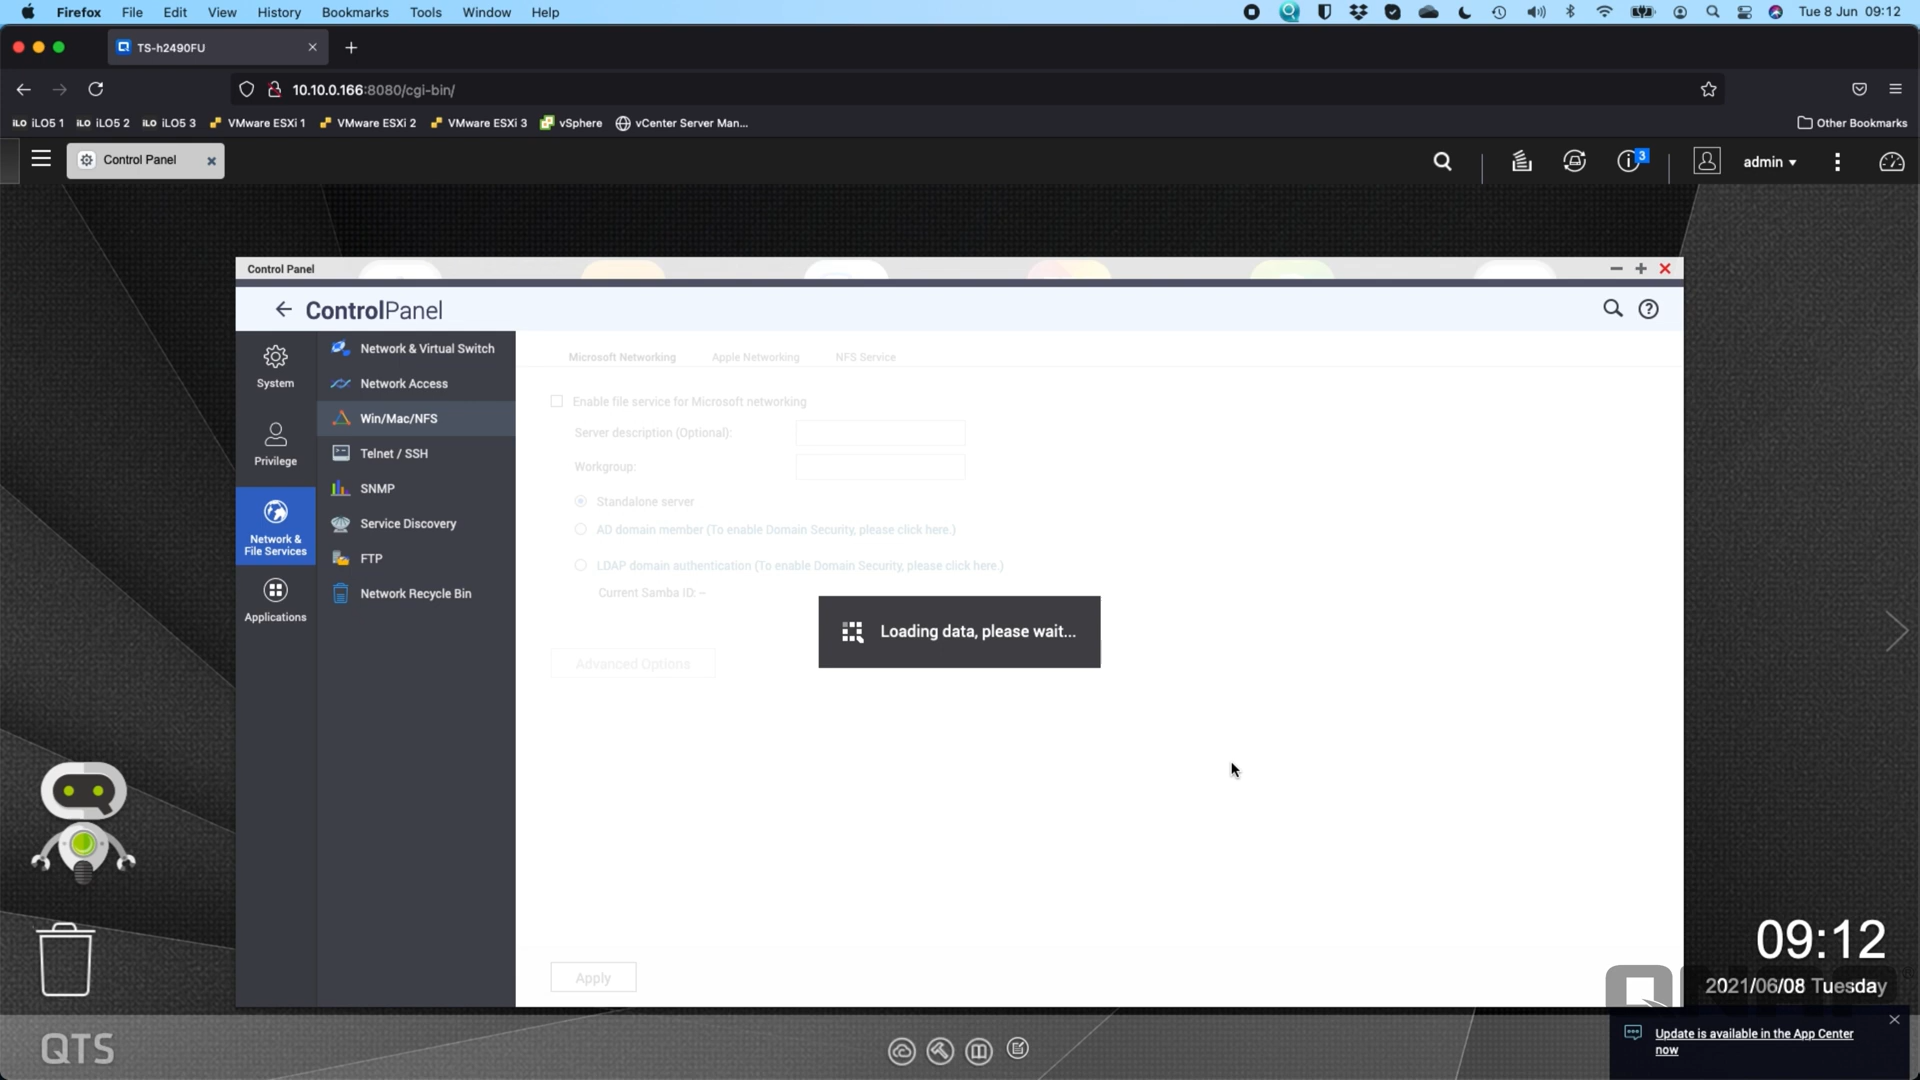 Firefox File Edit View History Bookmarks Tools Window Help
Tue 8 Jun 09:12
TS-h2490FU
10.10.0.166:8080/cgi-bin/
iLO iLO5 1 iLO iLO5 2 iLO iLO5 3 VMware ESXi 1 VMware ESXi 2 VMware ESXi 3 vSphere vCenter Server Man...
Other Bookmarks
Control Panel
3
admin
Control Panel
ControlPanel
System
Privilege
Network &
File Services
Applications
Network & Virtual Switch
Network Access
Win/Mac/NFS
Telnet / SSH
SNMP
Service Discovery
FTP
Network Recycle Bin
Microsoft Networking Apple Networking NFS Service
Enable file service for Microsoft networking
Server description (Optional):
Workgroup:
Standalone server
AD domain member (To enable Domain Security, please click here.)
LDAP domain authentication (To enable Domain Security, please click here.)
Current Samba ID: --
Loading data, please wait...
Advanced Options
Apply
09:12
2021/06/08 Tuesday
QTS
Update is available in the App Center
now